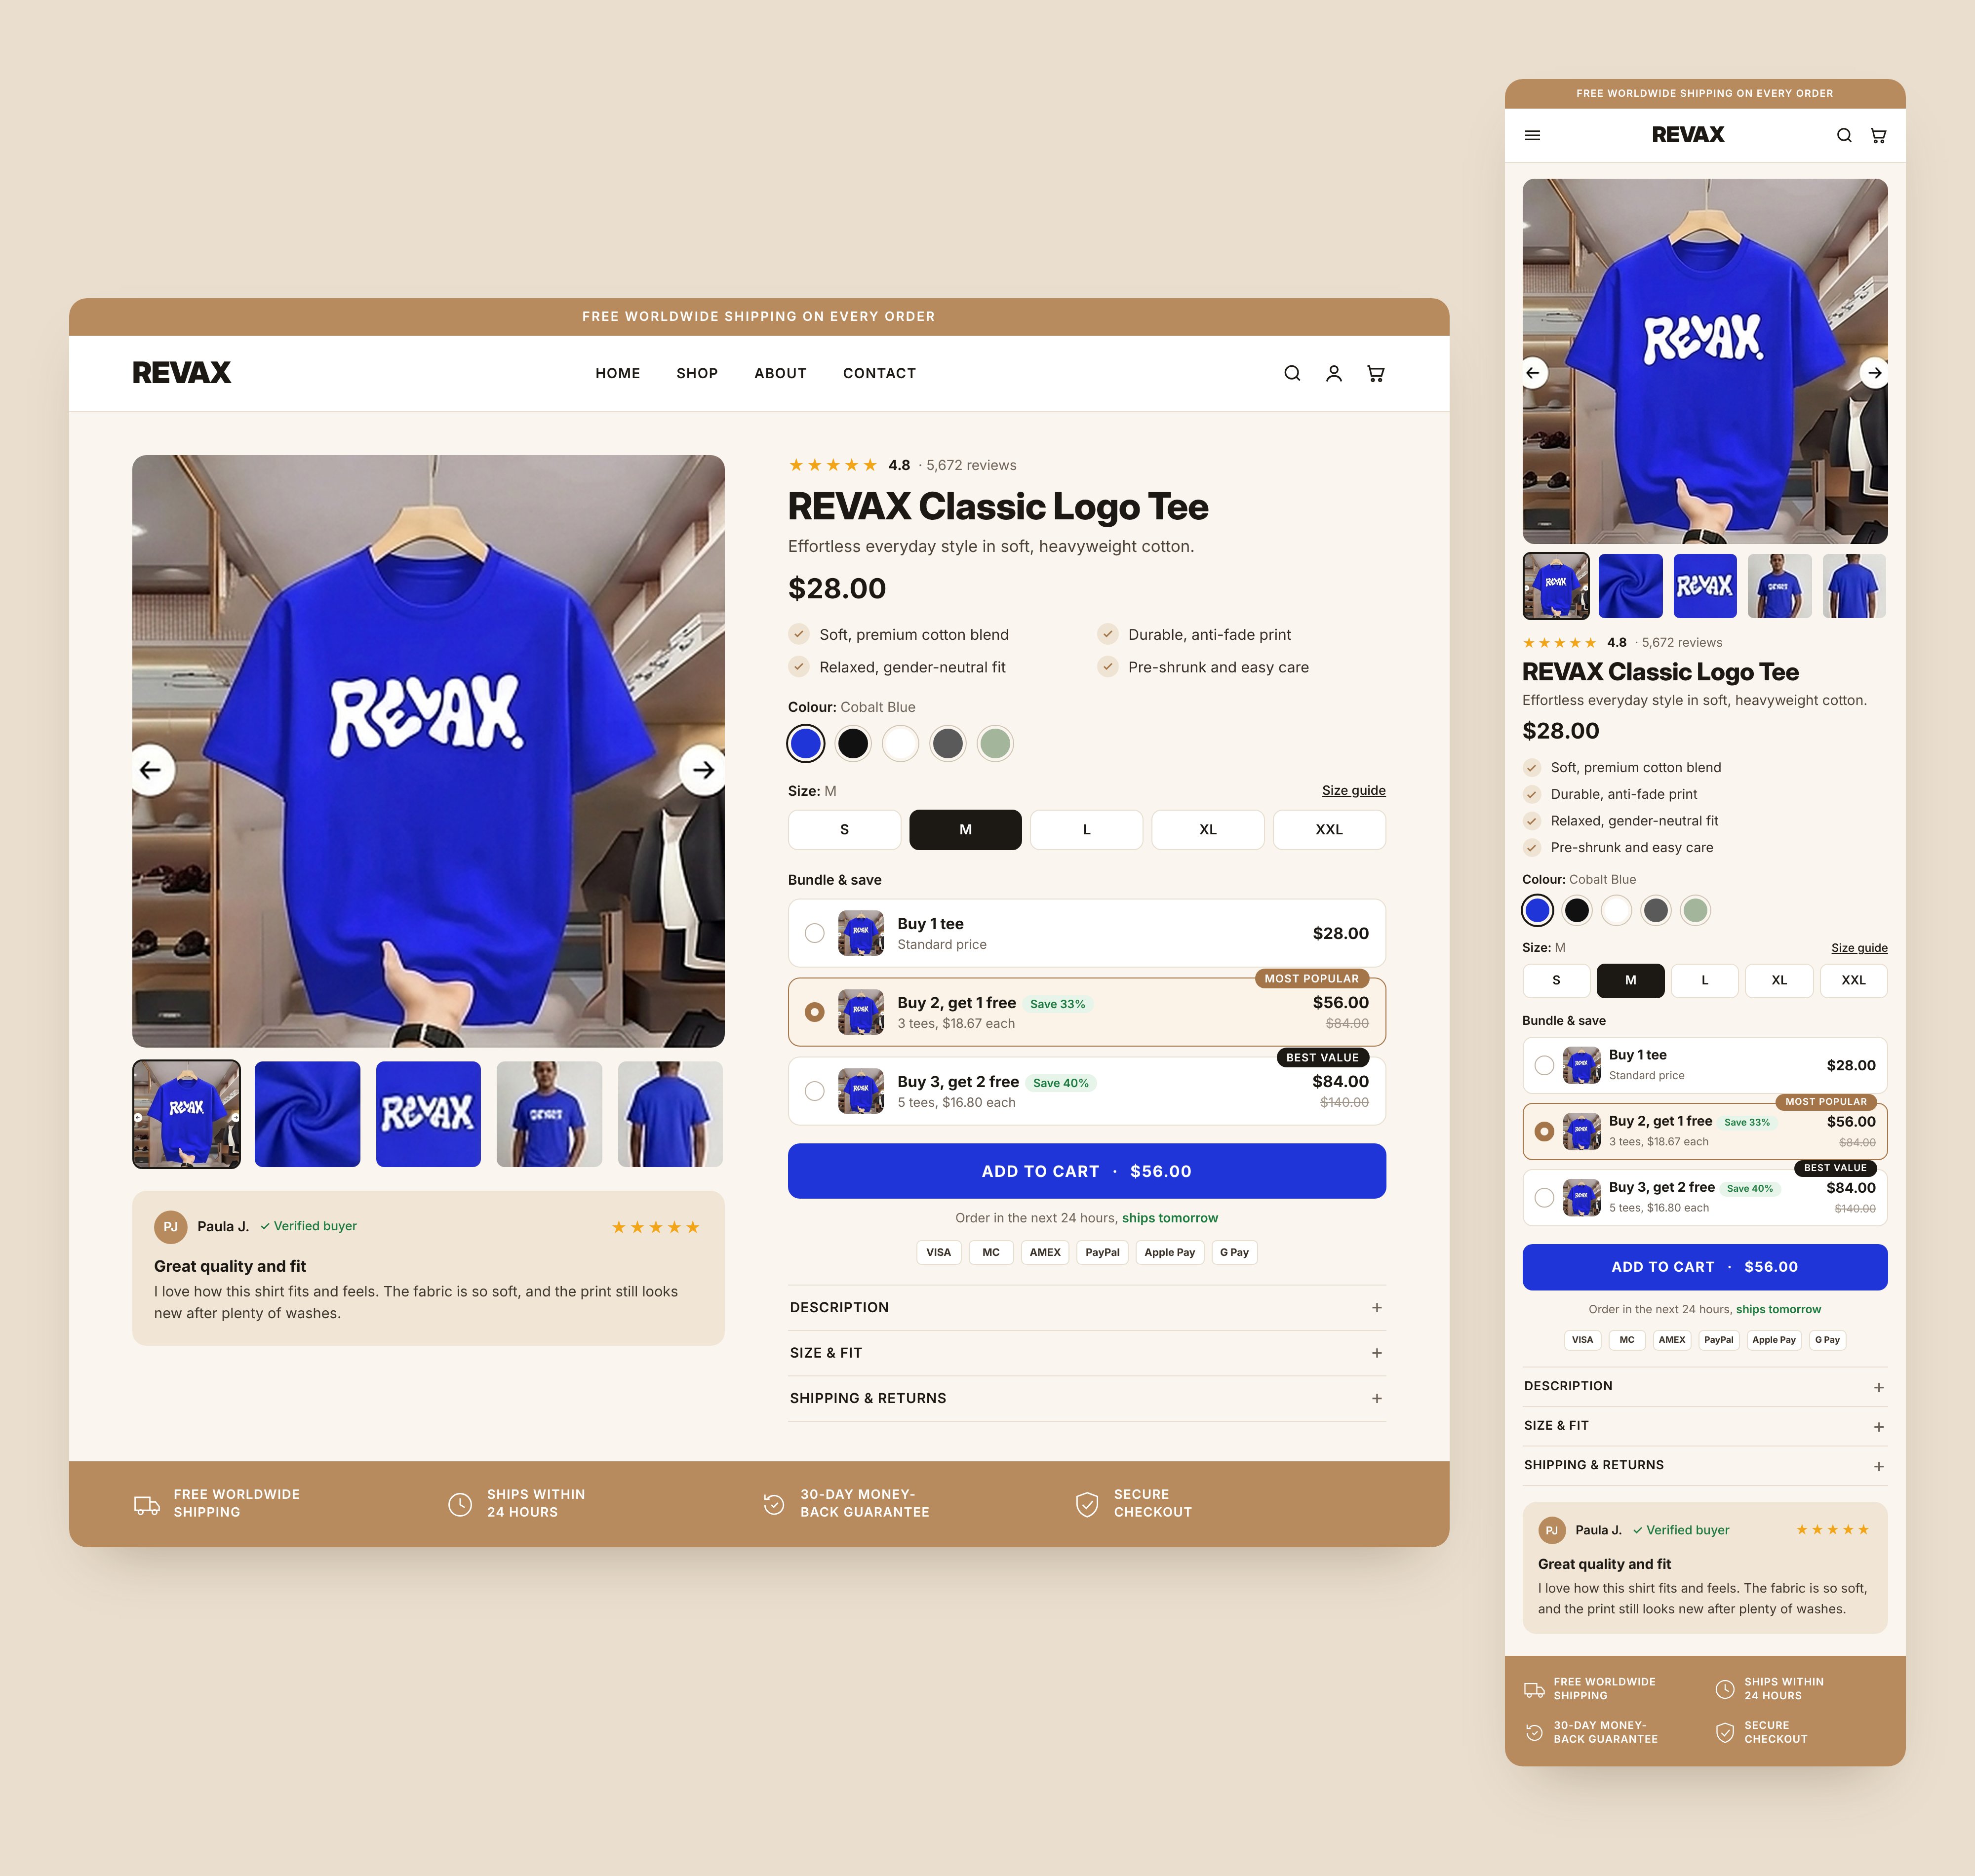 FREE WORLDWIDE SHIPPING ON EVERY ORDER
REVAX
HOME
SHOP
ABOUT
CONTACT
REVAX.
REVAX
REVAX.
REVAX
PJ
Paula J.
✓ Verified buyer
★★★★★
Great quality and fit
I love how this shirt fits and feels. The fabric is so soft, and the print still looks
new after plenty of washes.
★★★★★ 4.8 · 5,672 reviews
REVAX Classic Logo Tee
Effortless everyday style in soft, heavyweight cotton.
$28.00
Soft, premium cotton blend
Durable, anti-fade print
Relaxed, gender-neutral fit
Pre-shrunk and easy care
Colour: Cobalt Blue
Size: M
Size guide
S
M
L
XL
XXL
Bundle & save
REVAX
Buy 1 tee
Standard price
$28.00
MOST POPULAR
REVAX
Buy 2, get 1 free
Save 33%
3 tees, $18.67 each
$56.00
$84.00
BEST VALUE
REVAX
Buy 3, get 2 free
Save 40%
5 tees, $16.80 each
$84.00
$140.00
ADD TO CART · $56.00
Order in the next 24 hours, ships tomorrow
VISA
MC
AMEX
PayPal
Apple Pay
G Pay
DESCRIPTION +
SIZE & FIT +
SHIPPING & RETURNS +
FREE WORLDWIDE
SHIPPING
SHIPS WITHIN
24 HOURS
30-DAY MONEY-
BACK GUARANTEE
SECURE
CHECKOUT
FREE WORLDWIDE SHIPPING ON EVERY ORDER
REVAX
REVAX.
REVAX
REVAX.
★★★★★ 4.8 · 5,672 reviews
REVAX Classic Logo Tee
Effortless everyday style in soft, heavyweight cotton.
$28.00
Soft, premium cotton blend
Durable, anti-fade print
Relaxed, gender-neutral fit
Pre-shrunk and easy care
Colour: Cobalt Blue
Size: M
Size guide
S
M
L
XL
XXL
Bundle & save
REVAX
Buy 1 tee
Standard price
$28.00
MOST POPULAR
REVAX
Buy 2, get 1 free
Save 33%
3 tees, $18.67 each
$56.00
$84.00
BEST VALUE
REVAX
Buy 3, get 2 free
Save 40%
5 tees, $16.80 each
$84.00
$140.00
ADD TO CART · $56.00
Order in the next 24 hours, ships tomorrow
VISA
MC
AMEX
PayPal
Apple Pay
G Pay
DESCRIPTION +
SIZE & FIT +
SHIPPING & RETURNS +
PJ
Paula J.
✓ Verified buyer
★★★★★
Great quality and fit
I love how this shirt fits and feels. The fabric is so soft,
and the print still looks new after plenty of washes.
FREE WORLDWIDE
SHIPPING
SHIPS WITHIN
24 HOURS
30-DAY MONEY-
BACK GUARANTEE
SECURE
CHECKOUT